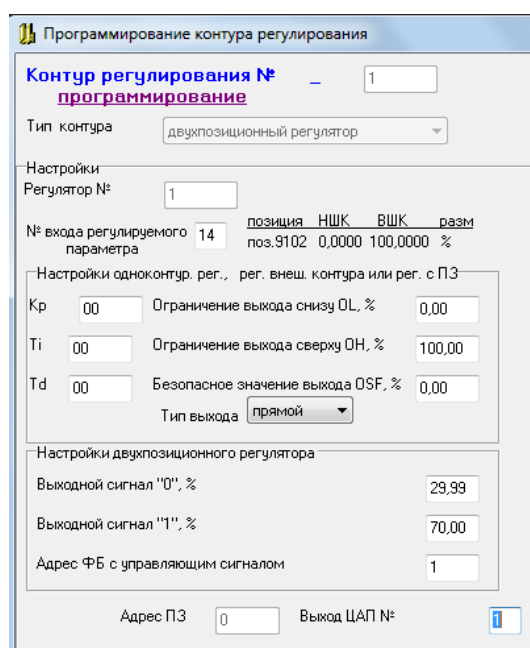 Программирование контура регулирования
Контур регулирования № _ 1
программирование
Тип контура двухпозиционный регулятор
Настройки
Регулятор № 1
позиция НШК ВШК разм
№ входа регулируемого параметра 14 поз.9102 0,0000 100,0000 %
Настройки одноконтур. рег., рег. внеш. контура или рег. с ПЗ
Кр 00 Ограничение выхода снизу OL, % 0,00
Ti 00 Ограничение выхода сверху OH, % 100,00
Td 00 Безопасное значение выхода OSF, % 0,00
Тип выхода прямой
Настройки двухпозиционного регулятора
Выходной сигнал "0", % 29,99
Выходной сигнал "1", % 70,00
Адрес ФБ с управляющим сигналом 1
Адрес ПЗ 0 Выход ЦАП № 1